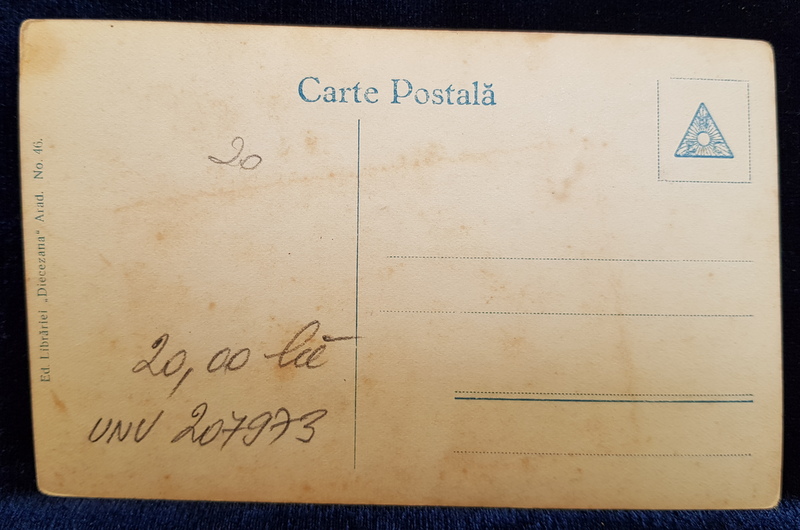 Carte Postală
20
Ed. Librăriei „Diecezana" Arad. No. 46.
20,00 lei
UNV 207973